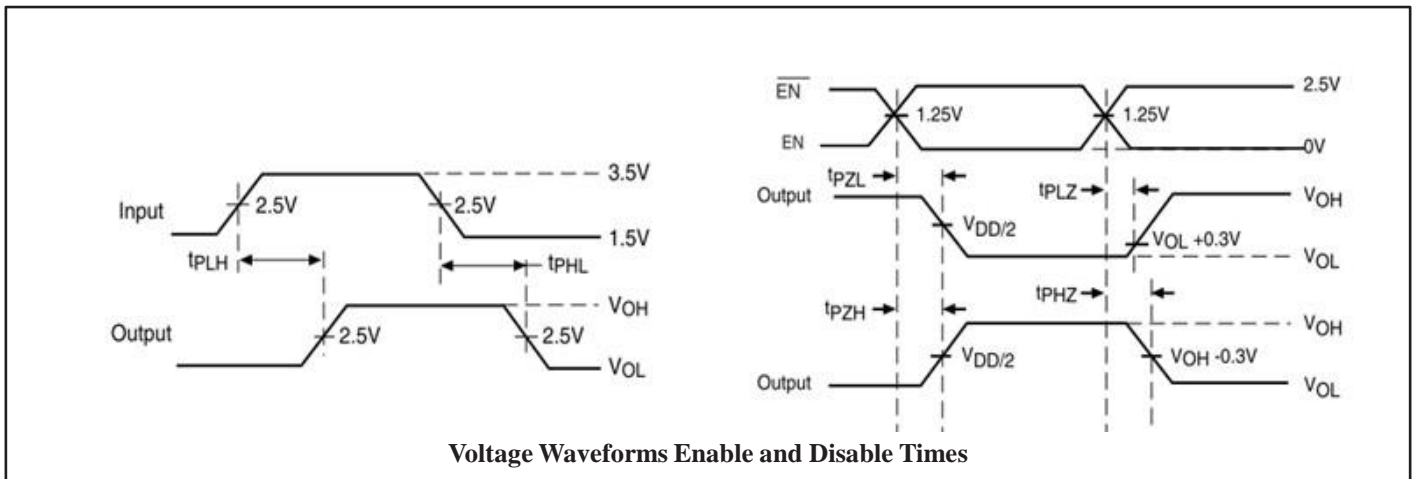 3.5V
Input
2.5V
2.5V
1.5V
tPLH
tPHL
VOH
Output
2.5V
2.5V
VOL
EN
2.5V
1.25V
1.25V
EN
0V
tPZL
tPLZ
Output
VOH
VDD/2
VOL +0.3V
VOL
tPZH
tPHZ
VOH
VDD/2
VOH -0.3V
Output
VOL
Voltage Waveforms Enable and Disable Times